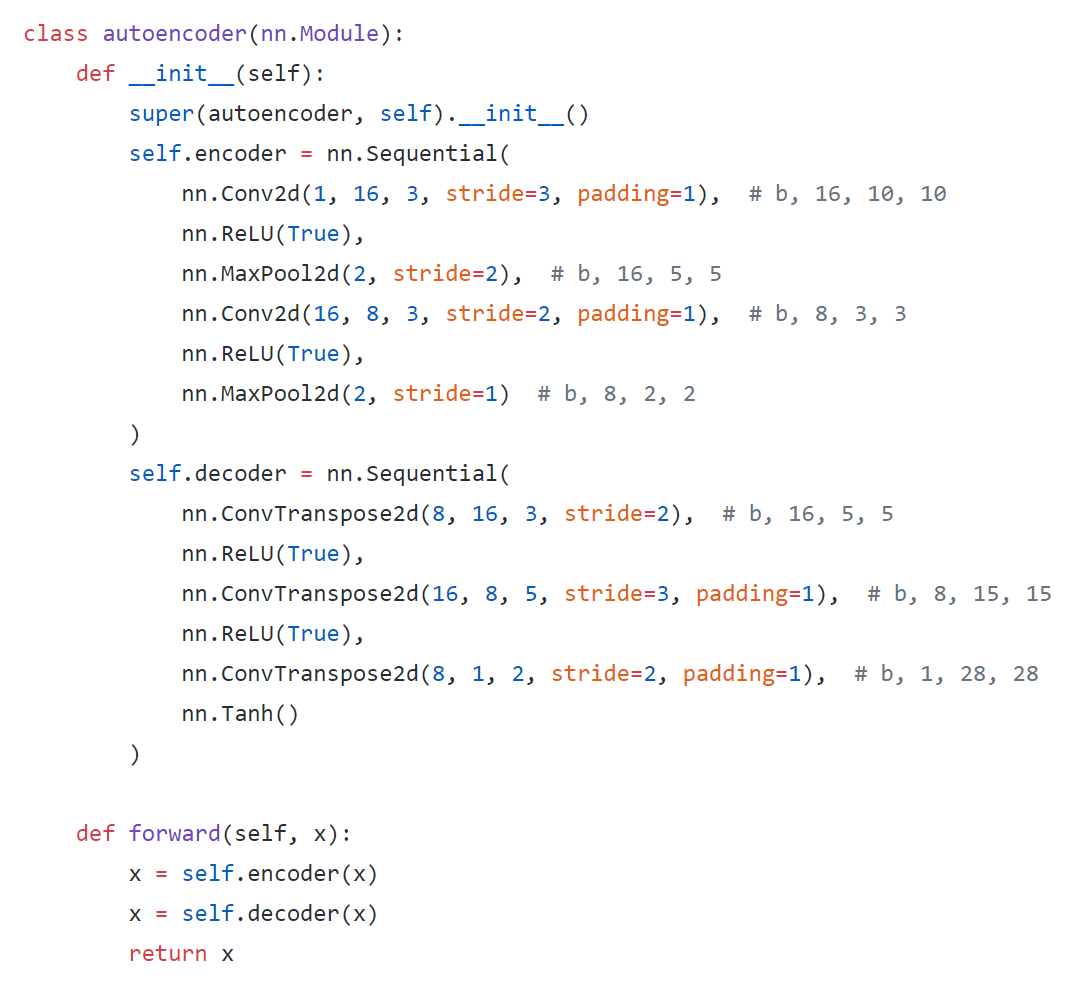 class autoencoder(nn.Module):
    def __init__(self):
        super(autoencoder, self).__init__()
        self.encoder = nn.Sequential(
            nn.Conv2d(1, 16, 3, stride=3, padding=1),  # b, 16, 10, 10
            nn.ReLU(True),
            nn.MaxPool2d(2, stride=2),  # b, 16, 5, 5
            nn.Conv2d(16, 8, 3, stride=2, padding=1),  # b, 8, 3, 3
            nn.ReLU(True),
            nn.MaxPool2d(2, stride=1)  # b, 8, 2, 2
        )
        self.decoder = nn.Sequential(
            nn.ConvTranspose2d(8, 16, 3, stride=2),  # b, 16, 5, 5
            nn.ReLU(True),
            nn.ConvTranspose2d(16, 8, 5, stride=3, padding=1),  # b, 8, 15, 15
            nn.ReLU(True),
            nn.ConvTranspose2d(8, 1, 2, stride=2, padding=1),  # b, 1, 28, 28
            nn.Tanh()
        )

    def forward(self, x):
        x = self.encoder(x)
        x = self.decoder(x)
        return x